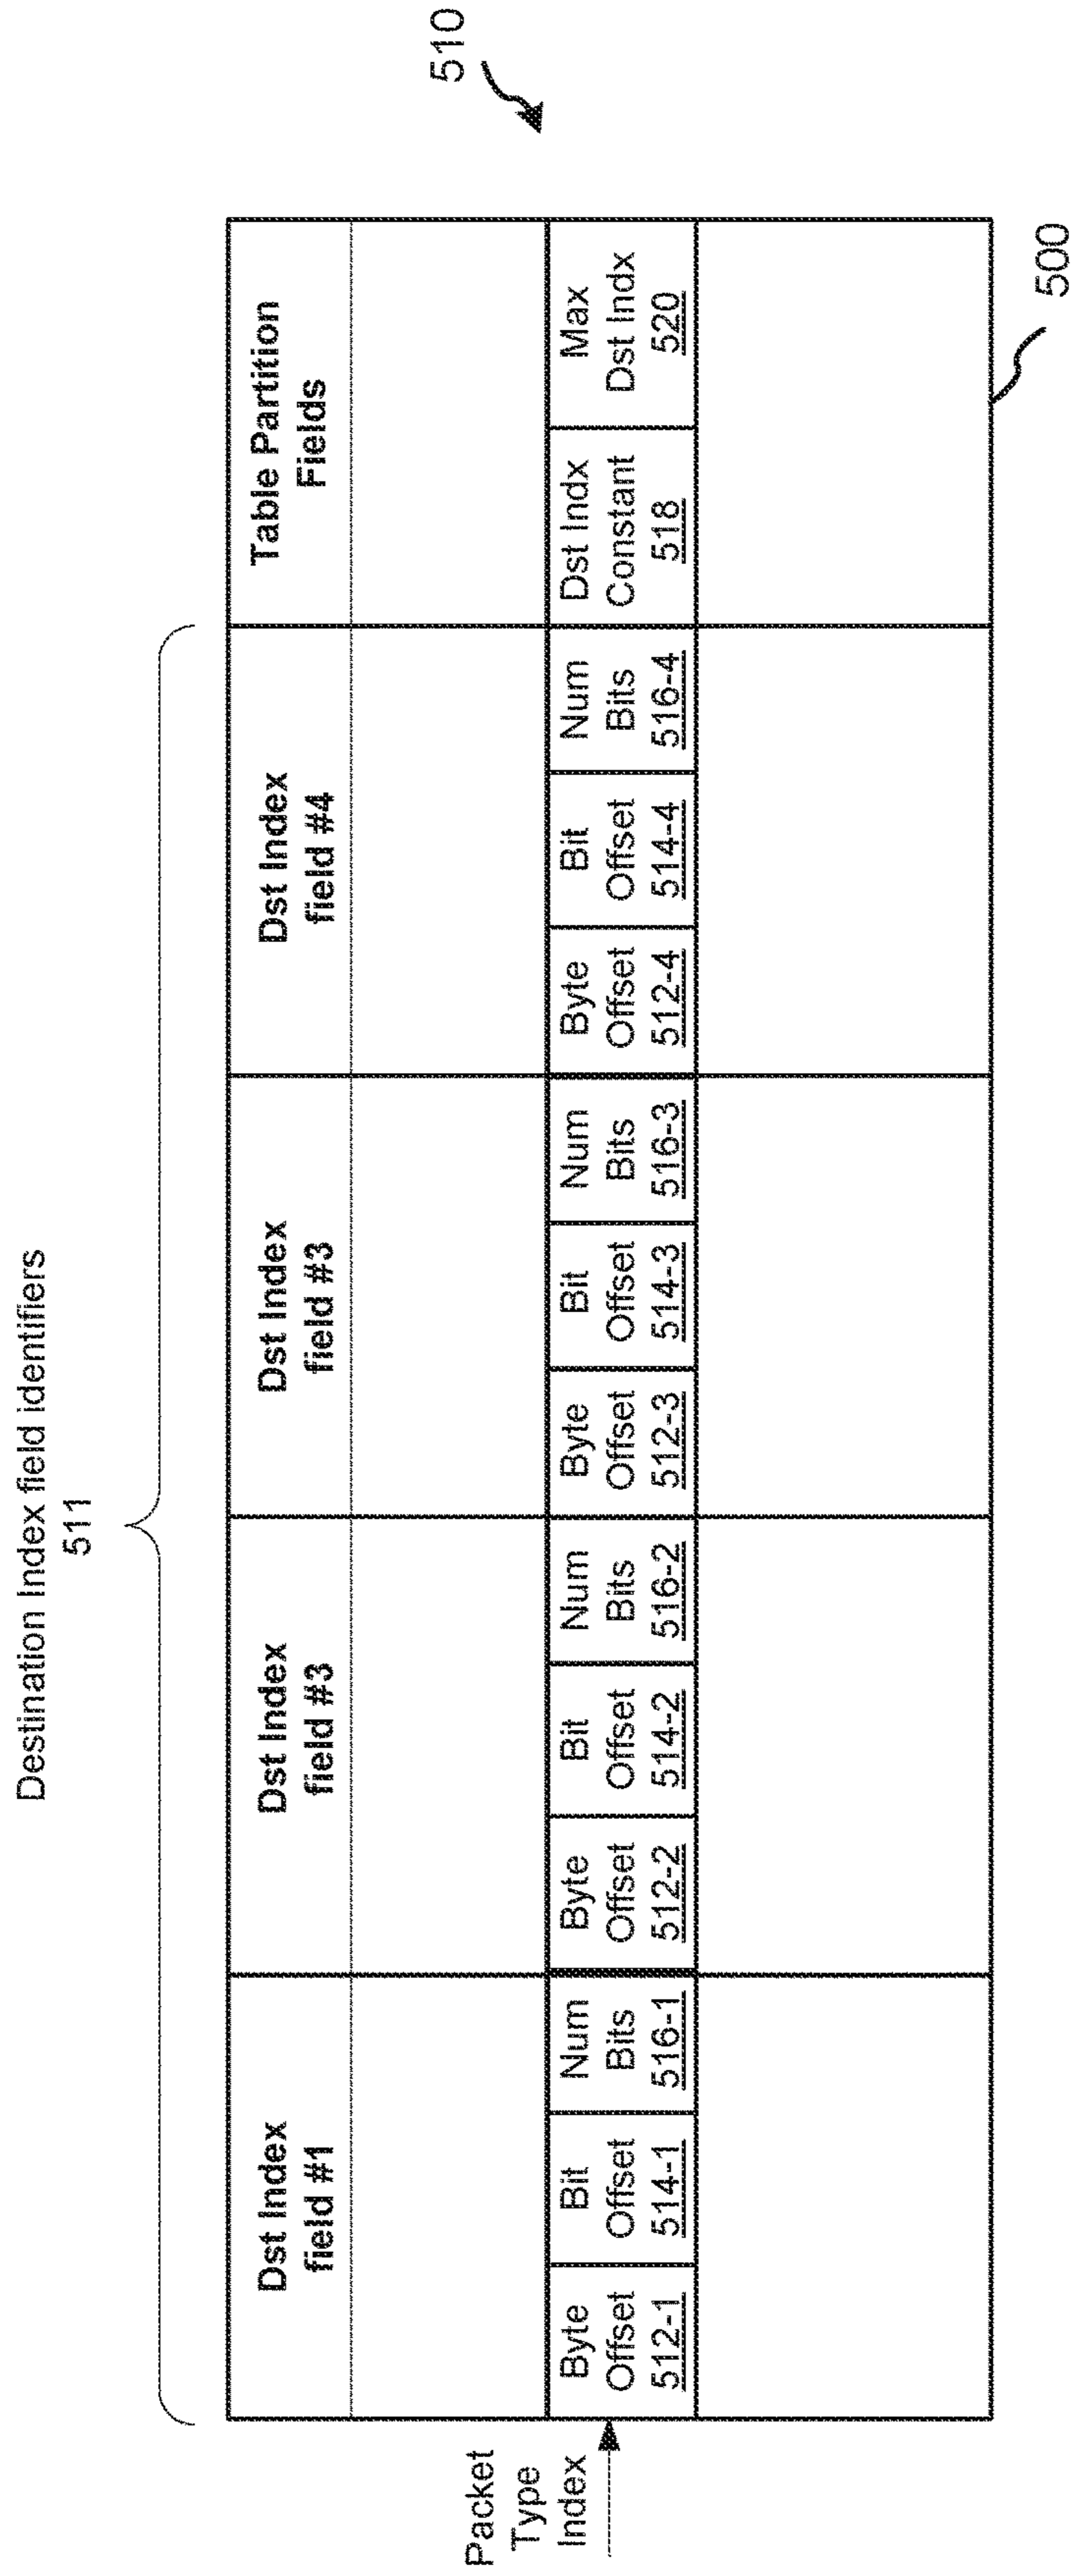 Destination Index field identifiers
511
510
Dst Index
field #1
Dst Index
field #3
Dst Index
field #3
Dst Index
field #4
Table Partition
Fields
Packet
Type
Index
Byte
Offset
512-1
Bit
Offset
514-1
Num
Bits
516-1
Byte
Offset
512-2
Bit
Offset
514-2
Num
Bits
516-2
Byte
Offset
512-3
Bit
Offset
514-3
Num
Bits
516-3
Byte
Offset
512-4
Bit
Offset
514-4
Num
Bits
516-4
Dst Indx
Constant
518
Max
Dst Indx
520
500